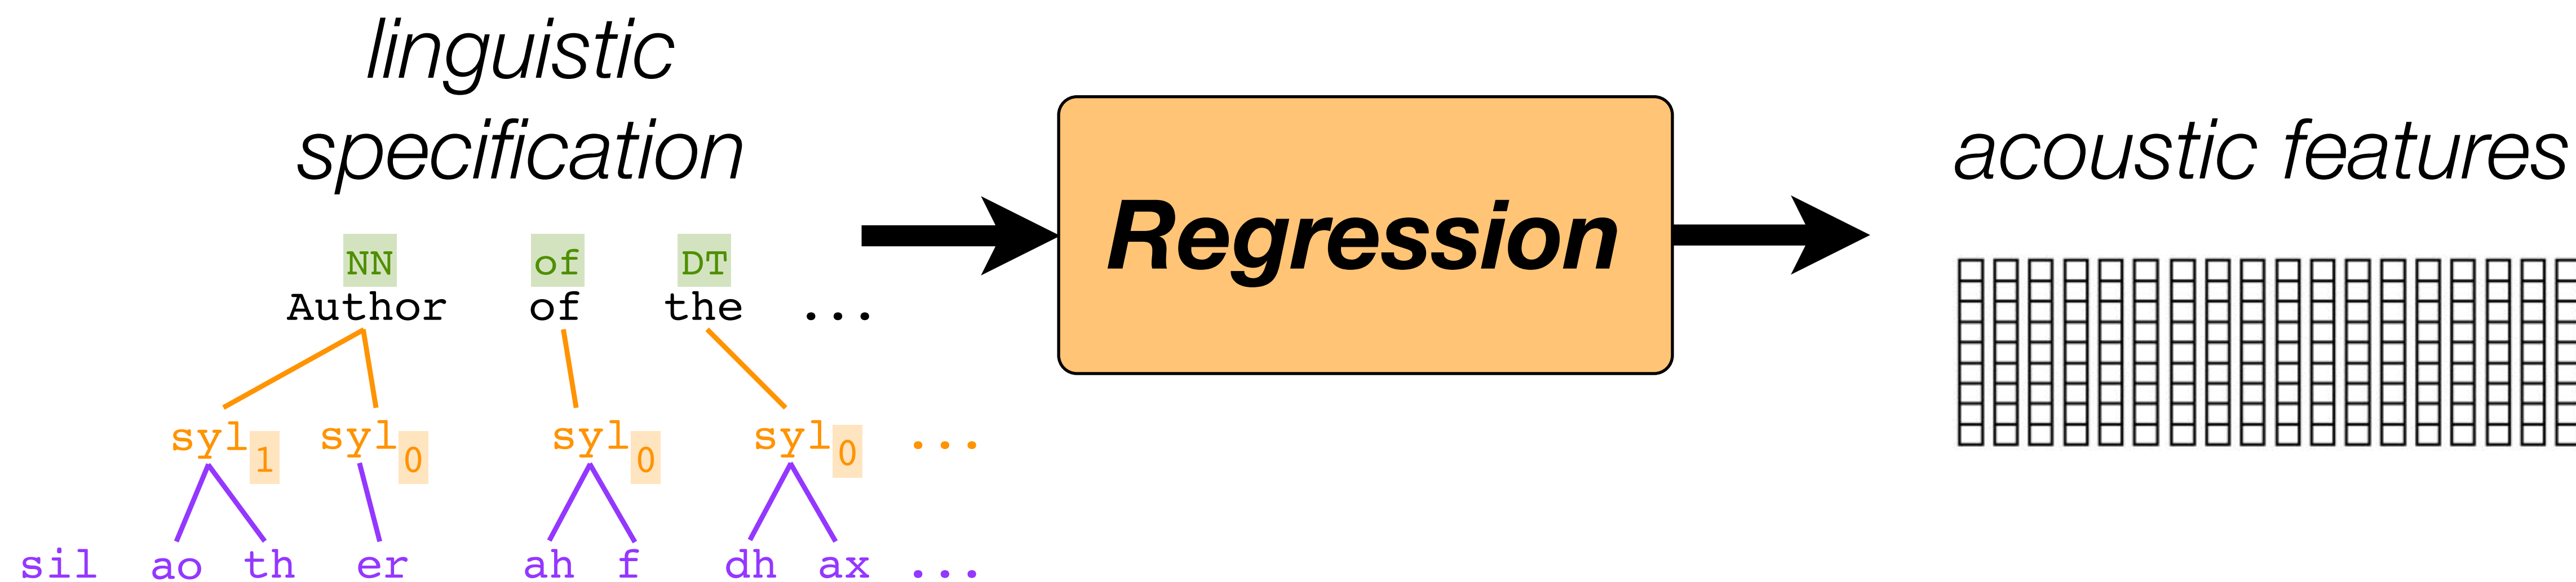 linguistic
specification
NN of DT
Author of the ...
syl1 syl0 syl0 syl0 ...
sil ao th er ah f dh ax ...
Regression
acoustic features